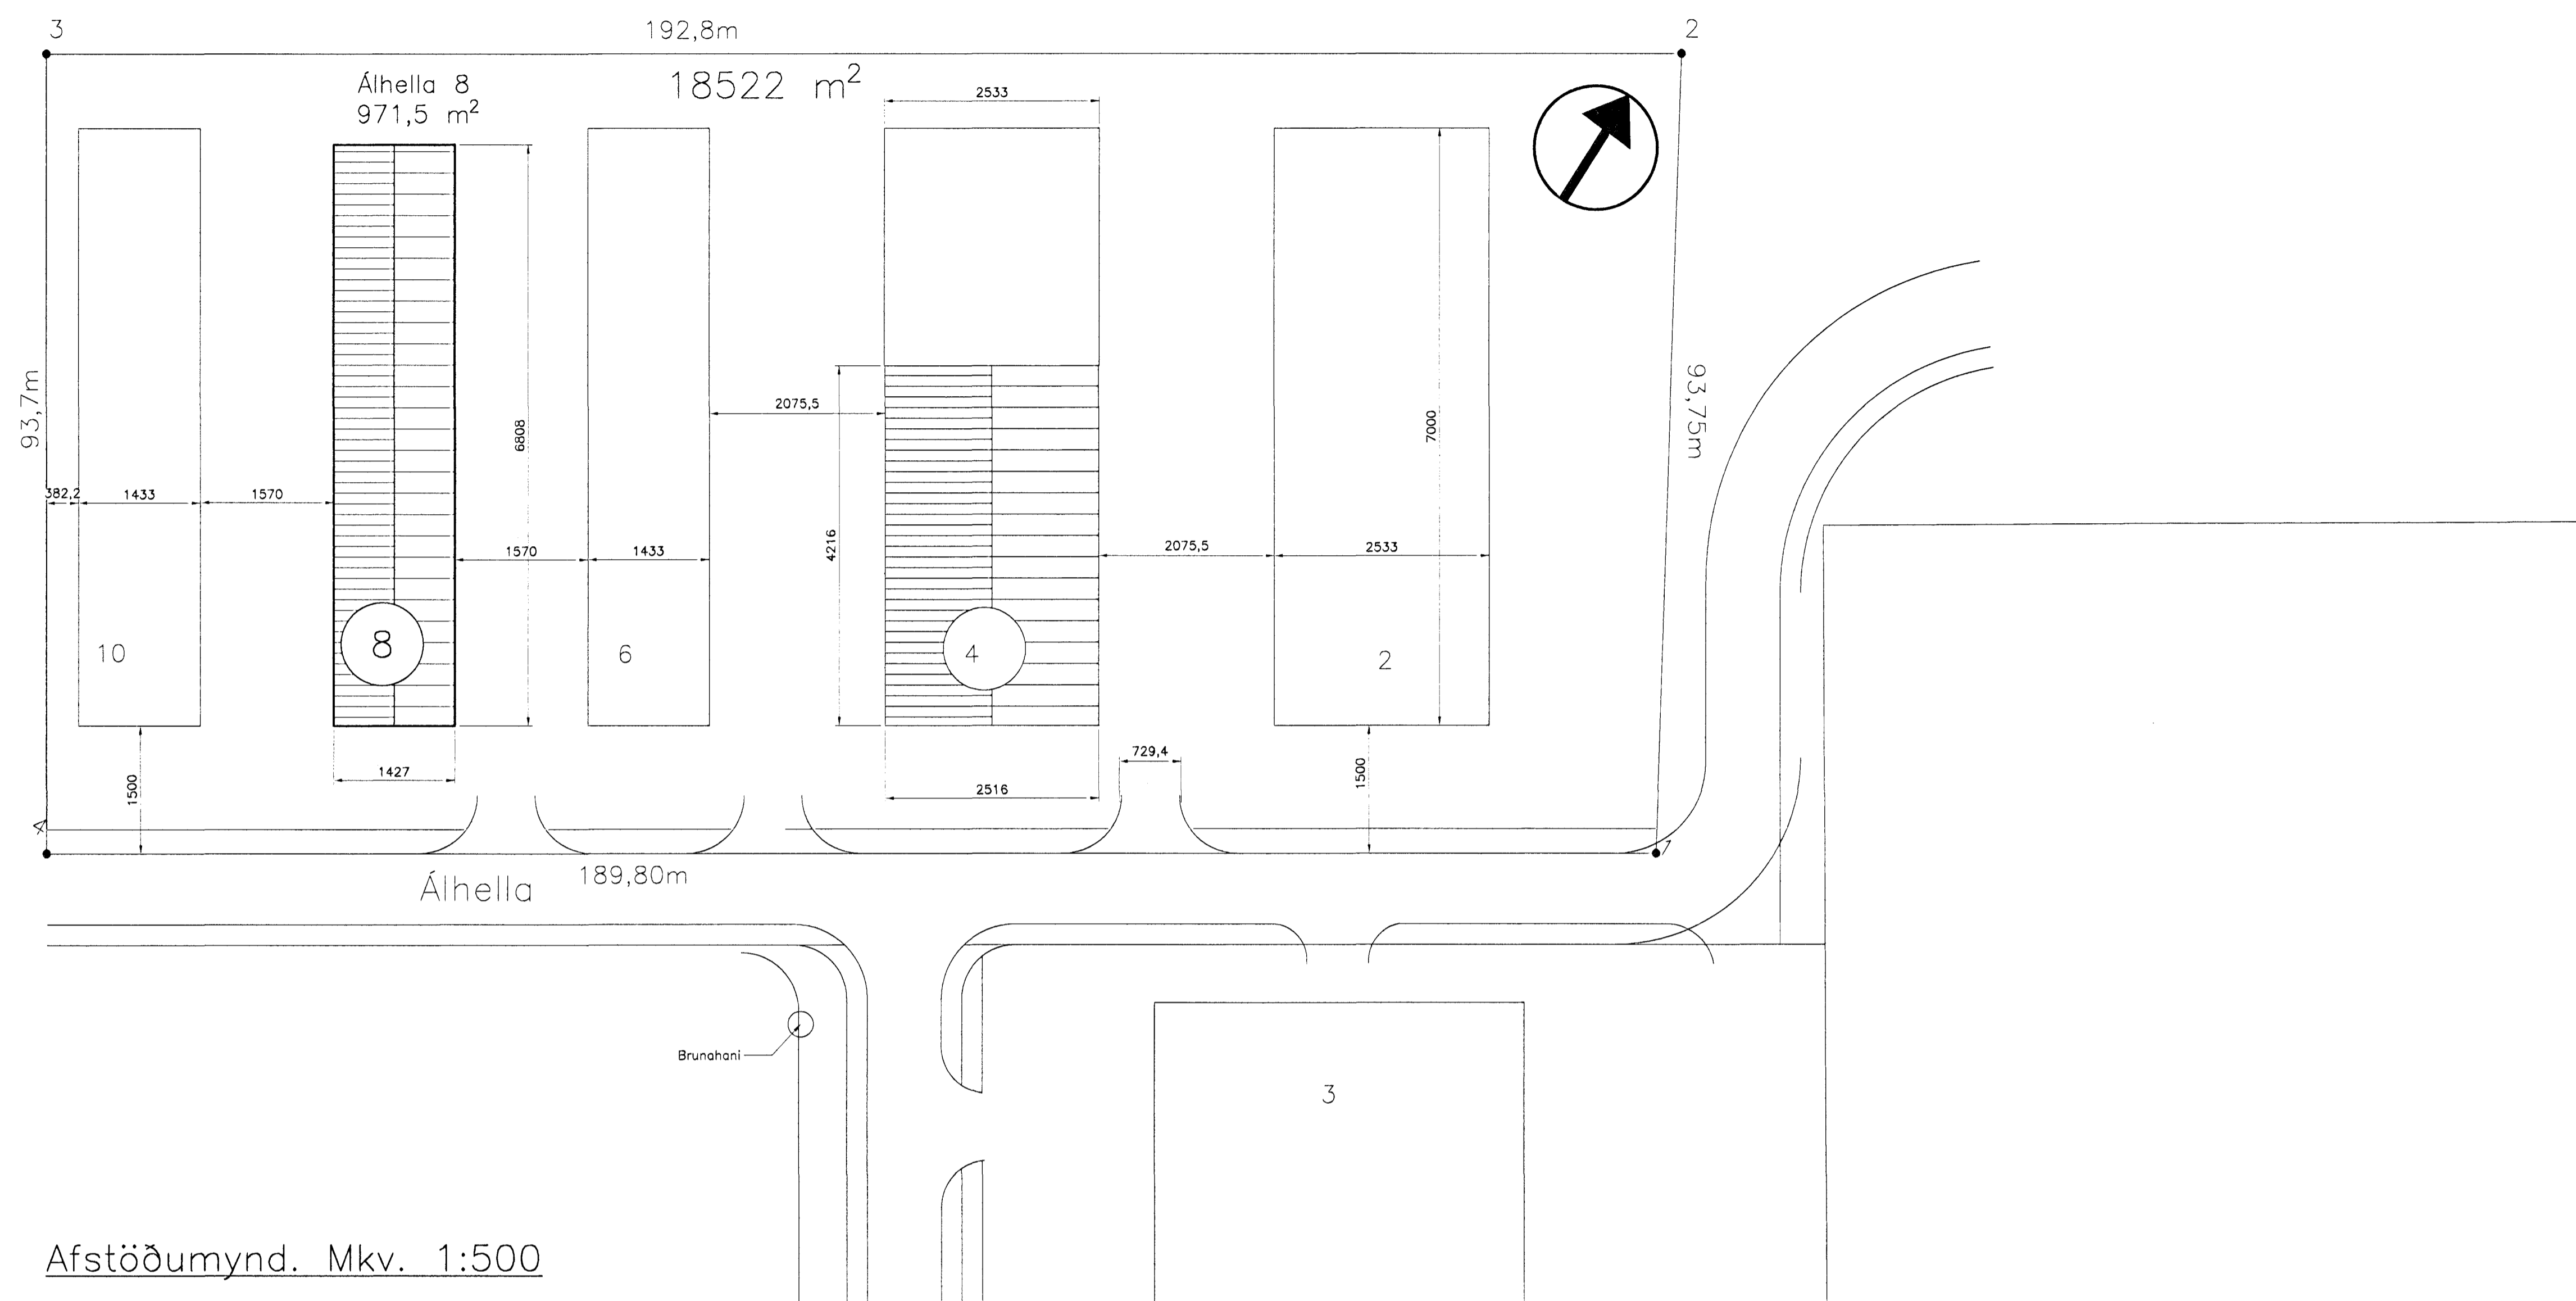 3
192,8m
2
Álhella 8
971,5 m²
18522 m²
2533
93,7m
93,75m
2075,5
6808
7000
382,2
1433
1570
4216
1570
1433
2075,5
2533
10
8
6
4
2
729,4
1427
1500
2516
1500
4
1
Álhella
189,80m
Brunahani
3
Afstöðumynd. Mkv. 1:500